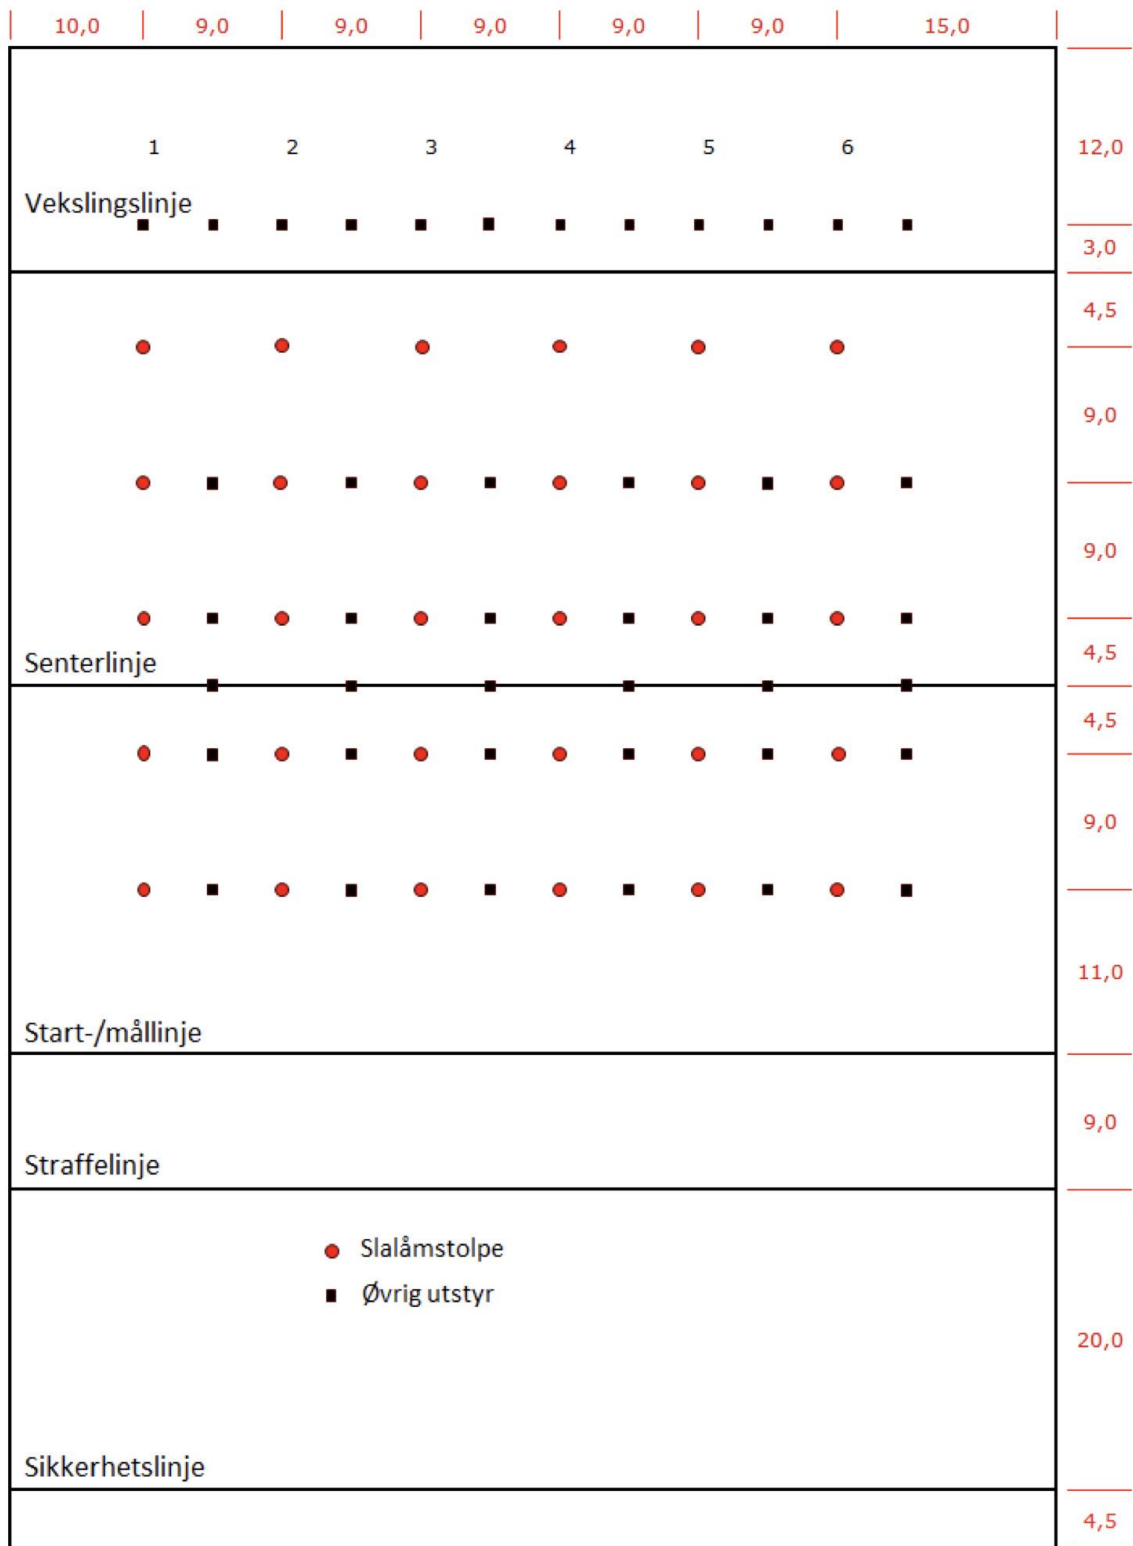 10,0 9,0 9,0 9,0 9,0 9,0 15,0
1 2 3 4 5 6
12,0
Vekslingslinje
3,0
4,5
9,0
9,0
Senterlinje
4,5
4,5
9,0
11,0
Start-/mållinje
9,0
Straffelinje
Slalåmstolpe
Øvrig utstyr
20,0
Sikkerhetslinje
4,5